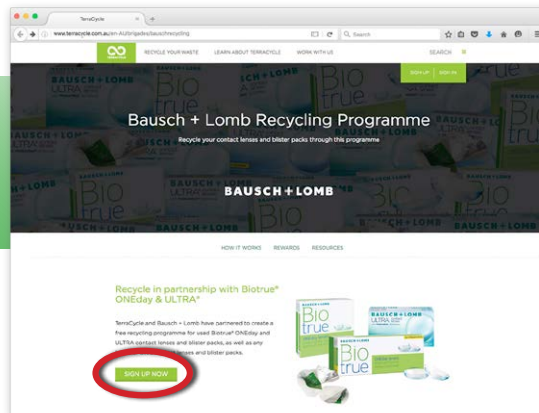 TerraCycle
www.terracycle.com.au/en-AU/brigades/bauschrecycling
Search
RECYCLE YOUR WASTE LEARN ABOUT TERRACYCLE WORK WITH US SEARCH
SIGN UP SIGN IN
Bausch + Lomb Recycling Programme
Recycle your contact lenses and blister packs through this programme
BAUSCH + LOMB
HOW IT WORKS REWARDS RESOURCES
Recycle in partnership with Biotrue®
ONEday & ULTRA®
TerraCycle and Bausch + Lomb have partnered to create a
free recycling programme for used Biotrue® ONEday and
ULTRA contact lenses and blister packs, as well as any
lenses and blister packs.
SIGN UP NOW
BAUSCH + LOMB
Bio
true
BAUSCH + LOMB
ULTRA
Bio
true